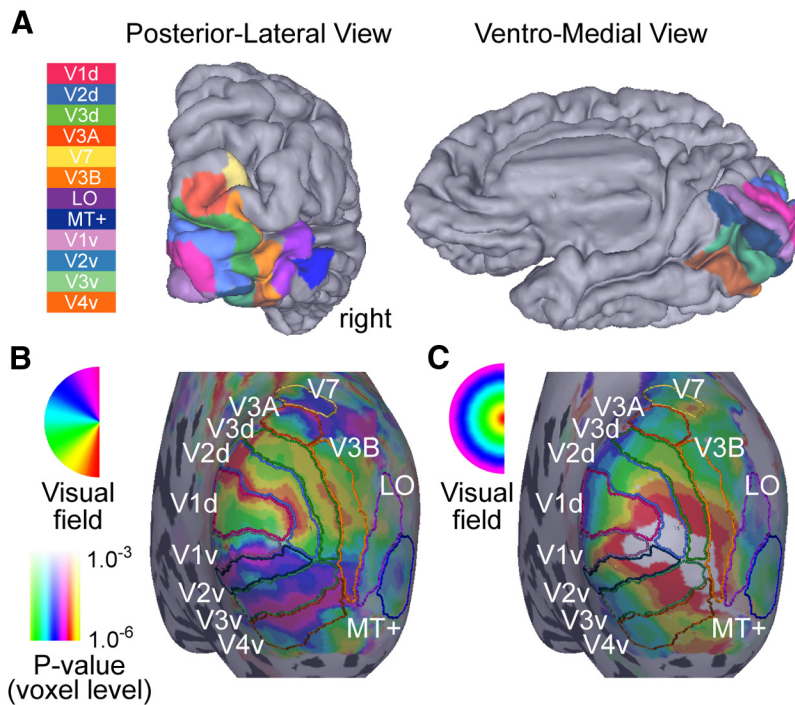 A
Posterior-Lateral View
Ventro-Medial View
V1d
V2d
V3d
V3A
V7
V3B
LO
MT+
V1v
V2v
V3v
V4v
right
B
Visual
field
1.0-3
1.0-6
P-value
(voxel level)
V7
V3A
V3d
V3B
V2d
LO
V1d
V1v
V2v
V3v
MT+
V4v
C
Visual
field
V7
V3A
V3d
V3B
V2d
LO
V1d
V1v
V2v
V3v
MT+
V4v